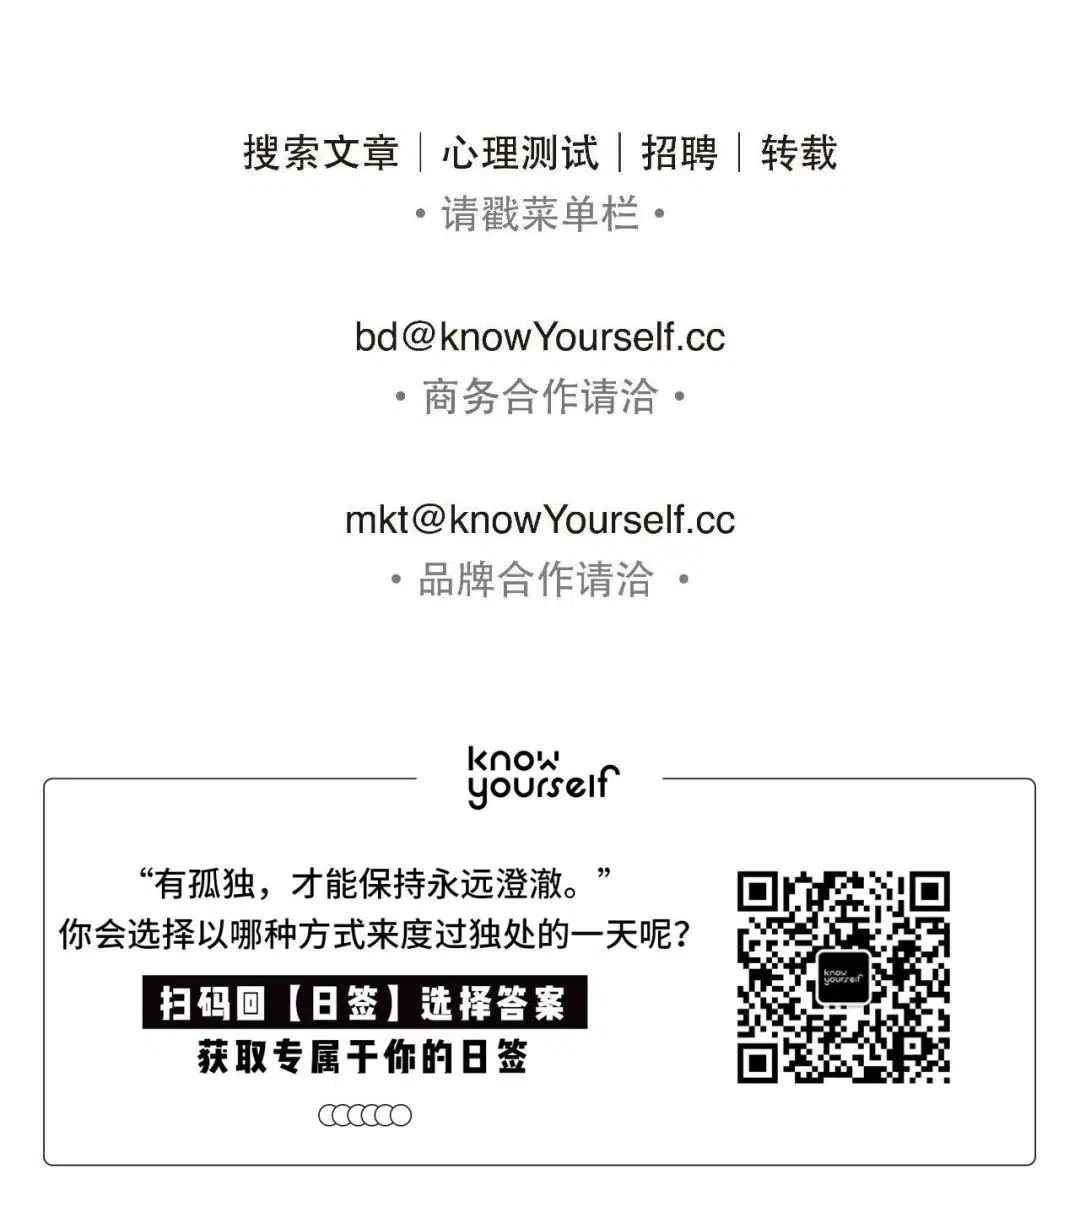 搜索文章｜心理测试｜招聘｜转载
·请戳菜单栏·
bd@knowYourself.cc
·商务合作请洽·
mkt@knowYourself.cc
·品牌合作请洽 ·
know
yourself
“有孤独，才能保持永远澄澈。”
你会选择以哪种方式来度过独处的一天呢？
扫码回【日签】选择答案
获取专属于你的日签
know
yourself